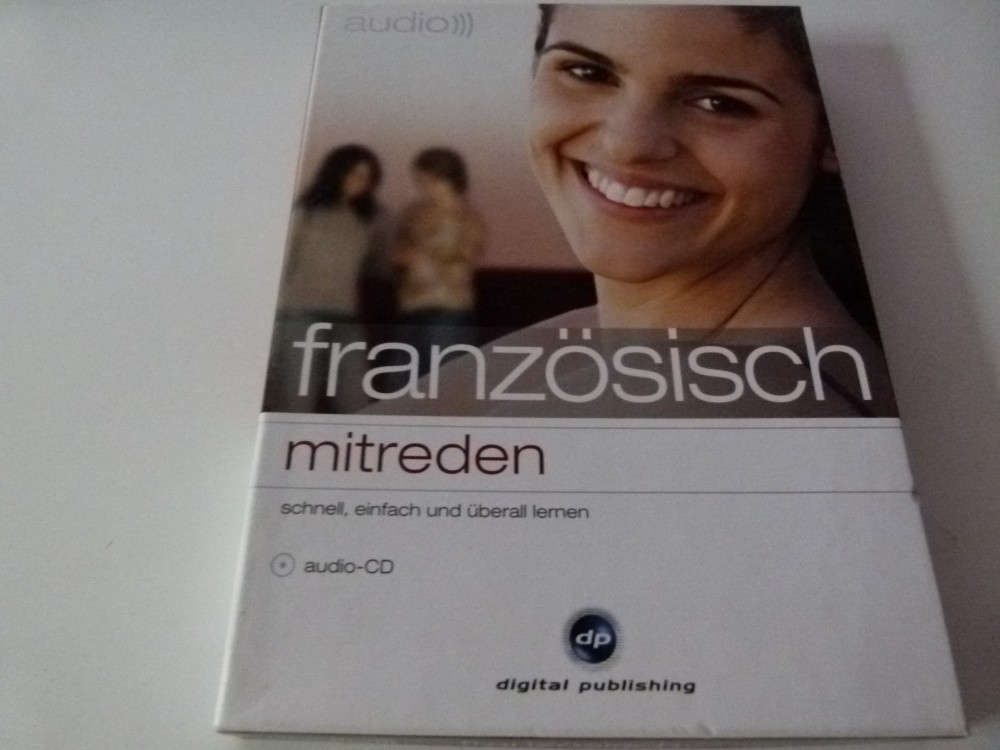 audio)))
französisch
mitreden
schnell, einfach und überall lernen
audio-CD
dp
digital publishing